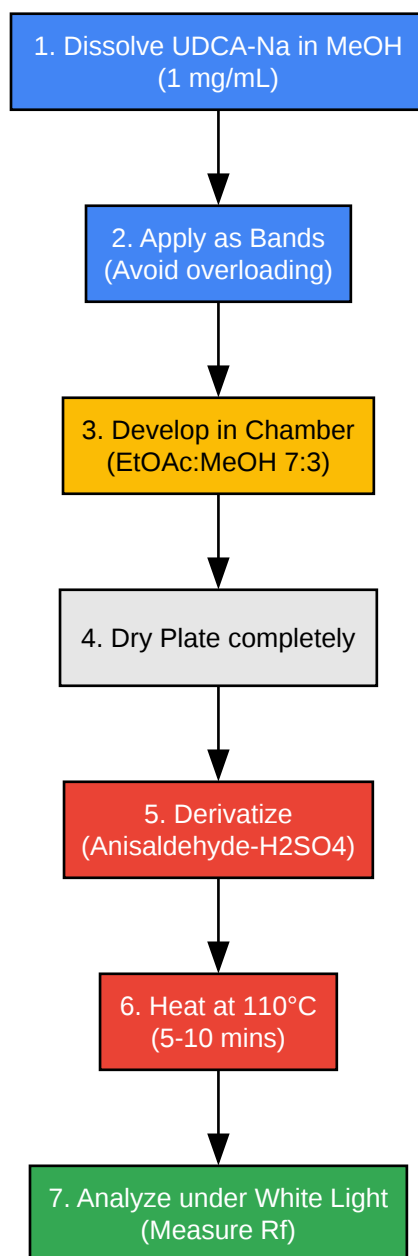 1. Dissolve UDCA-Na in MeOH
(1 mg/mL)
2. Apply as Bands
(Avoid overloading)
3. Develop in Chamber
(EtOAc:MeOH 7:3)
4. Dry Plate completely
5. Derivatize
(Anisaldehyde-H2SO4)
6. Heat at 110°C
(5-10 mins)
7. Analyze under White Light
(Measure Rf)